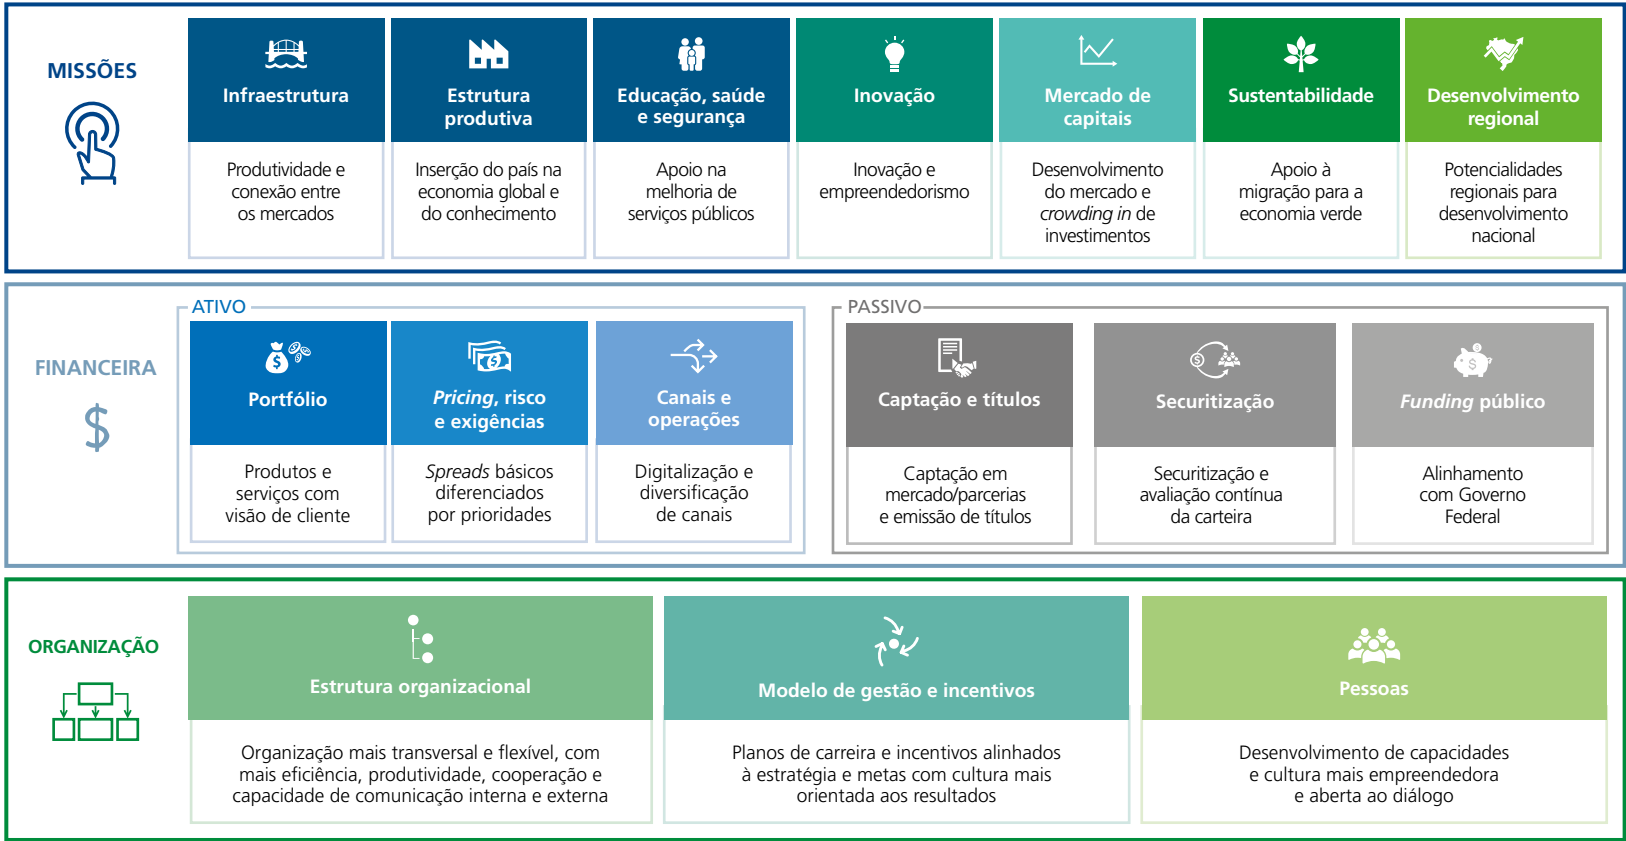 MISSÕES
Infraestrutura
Produtividade e
conexão entre
os mercados
Estrutura
produtiva
Inserção do país na
economia global e
do conhecimento
Educação, saúde
e segurança
Apoio na
melhoria de
serviços públicos
Inovação
Inovação e
empreendedorismo
Mercado de
capitais
Desenvolvimento
do mercado e
crowding in de
investimentos
Sustentabilidade
Apoio à
migração para a
economia verde
Desenvolvimento
regional
Potencialidades
regionais para
desenvolvimento
nacional
FINANCEIRA
$
ATIVO
Portfólio
Produtos e
serviços com
visão de cliente
Pricing, risco
e exigências
Spreads básicos
diferenciados
por prioridades
Canais e
operações
Digitalização e
diversificação
de canais
PASSIVO
Captação e títulos
Captação em
mercado/parcerias
e emissão de títulos
Securitização
Securitização e
avaliação contínua
da carteira
Funding público
Alinhamento
com Governo
Federal
ORGANIZAÇÃO
Estrutura organizacional
Organização mais transversal e flexível, com
mais eficiência, produtividade, cooperação e
capacidade de comunicação interna e externa
Modelo de gestão e incentivos
Planos de carreira e incentivos alinhados
à estratégia e metas com cultura mais
orientada aos resultados
Pessoas
Desenvolvimento de capacidades
e cultura mais empreendedora
e aberta ao diálogo